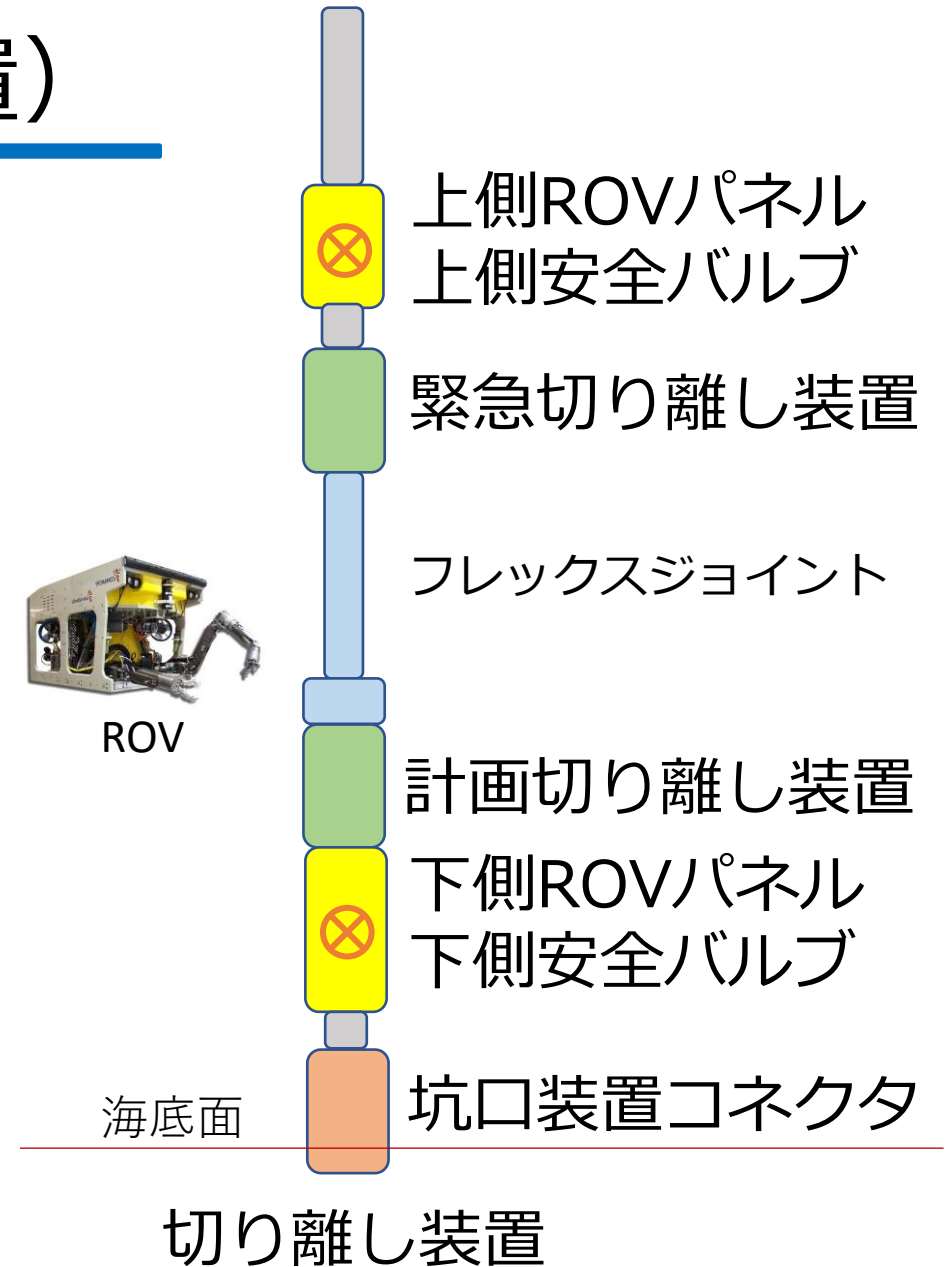 置)
上側ROVパネル
上側安全バルブ
緊急切り離し装置
フレックスジョイント
ROV
計画切り離し装置
下側ROVパネル
下側安全バルブ
坑口装置コネクタ
海底面
切り離し装置